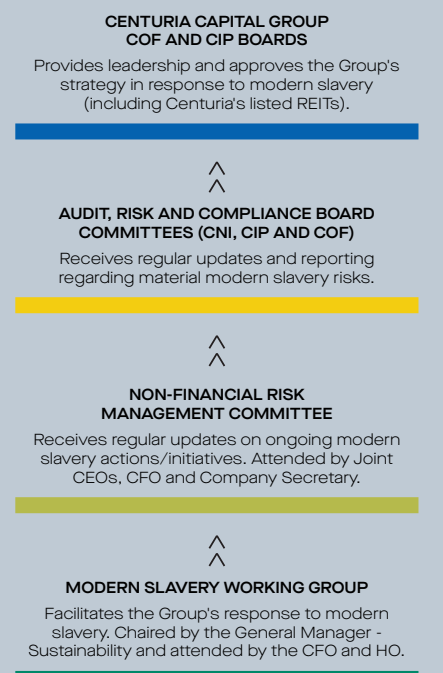 CENTURIA CAPITAL GROUP
COF AND CIP BOARDS
Provides leadership and approves the Group's
strategy in response to modern slavery
(including Centuria's listed REITs).
AUDIT, RISK AND COMPLIANCE BOARD
COMMITTEES (CNI, CIP AND COF)
Receives regular updates and reporting
regarding material modern slavery risks.
NON-FINANCIAL RISK
MANAGEMENT COMMITTEE
Receives regular updates on ongoing modern
slavery actions/initiatives. Attended by Joint
CEOs, CFO and Company Secretary.
MODERN SLAVERY WORKING GROUP
Facilitates the Group's response to modern
slavery. Chaired by the General Manager -
Sustainability and attended by the CFO and HO.